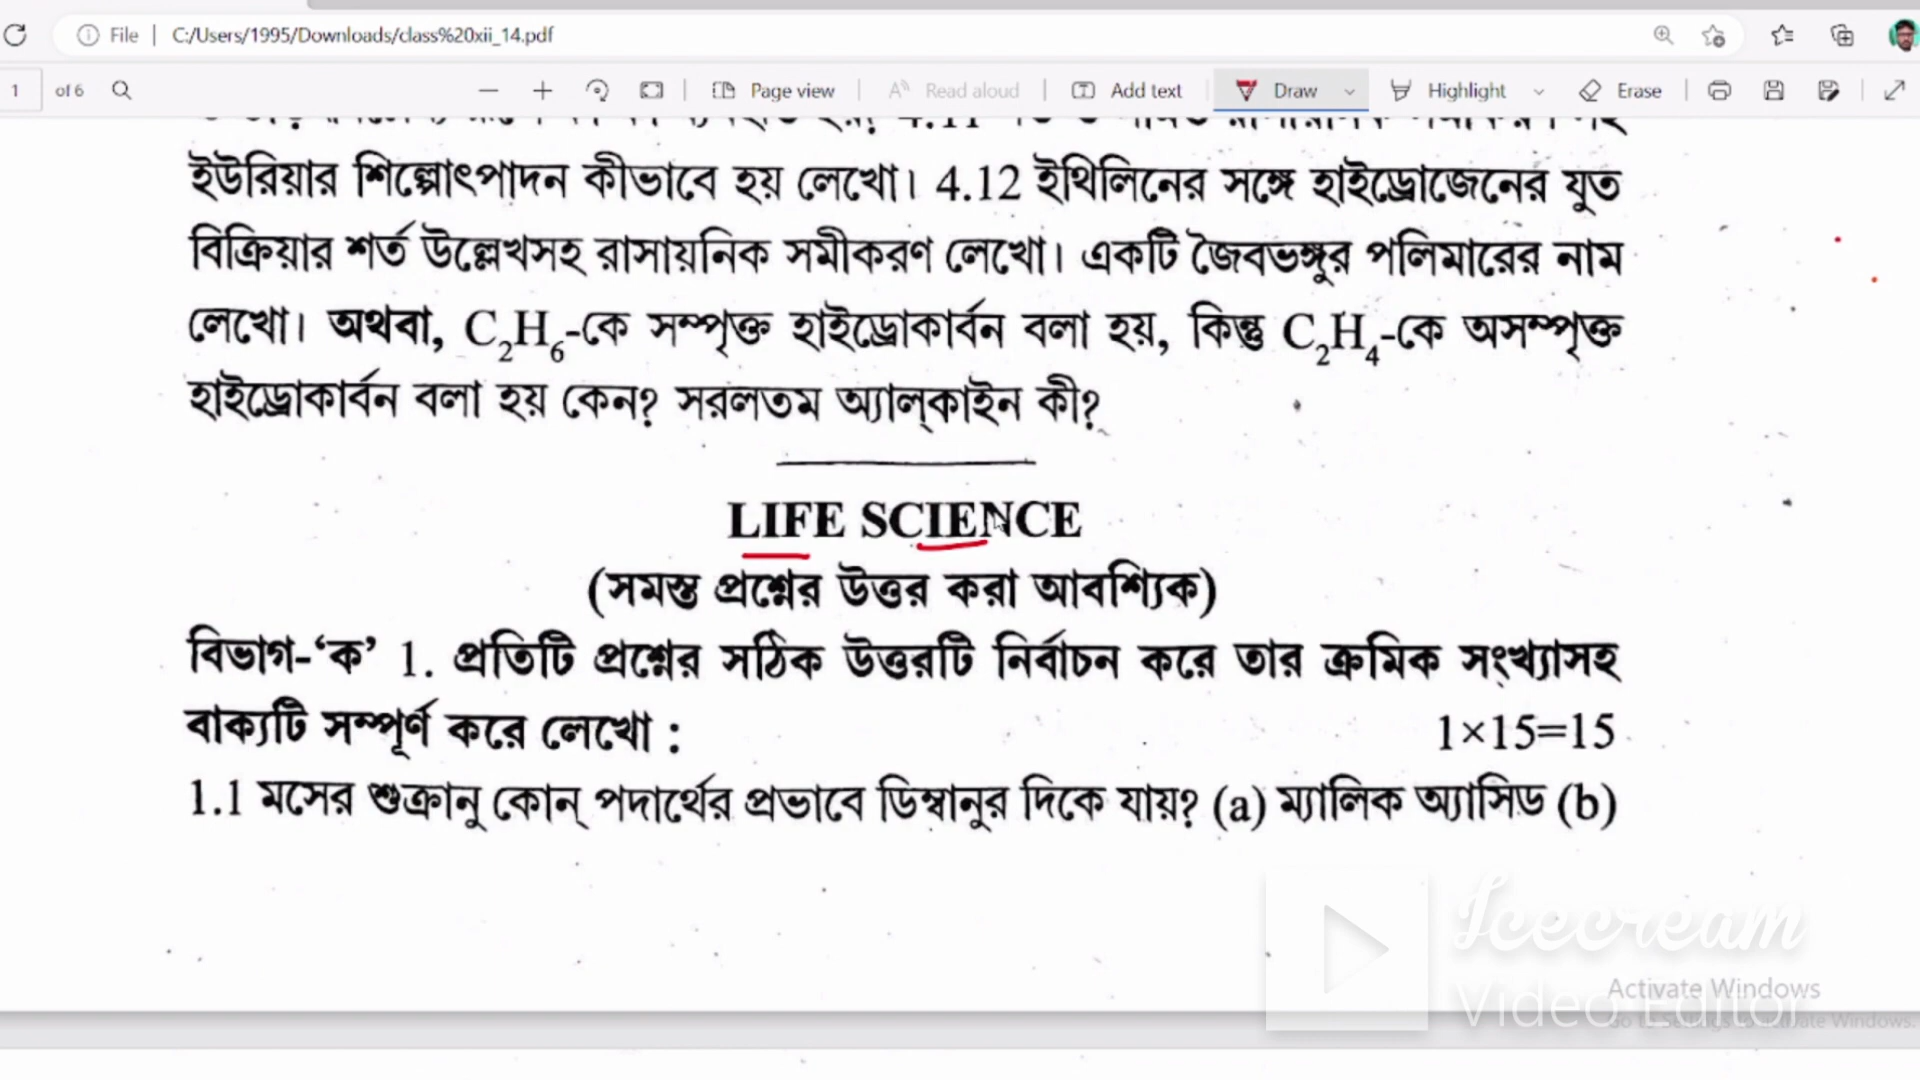 File | C:/Users/1995/Downloads/class%20xii_14.pdf
1 of 6 Page view Read aloud Add text Draw Highlight Erase
ইউরিয়ার শিল্পোৎপাদন কীভাবে হয় লেখো। 4.12 ইথিলিনের সঙ্গে হাইড্রোজেনের যুত
বিক্রিয়ার শর্ত উল্লেখসহ রাসায়নিক সমীকরণ লেখো। একটি জৈবভঙ্গুর পলিমারের নাম
লেখো। অথবা, C₂H₆-কে সম্পৃক্ত হাইড্রোকার্বন বলা হয়, কিন্তু C₂H₄-কে অসম্পৃক্ত
হাইড্রোকার্বন বলা হয় কেন? সরলতম অ্যাল্‌কাইন কী?
LIFE SCIENCE
(সমস্ত প্রশ্নের উত্তর করা আবশ্যিক)
বিভাগ-‘ক’ 1. প্রতিটি প্রশ্নের সঠিক উত্তরটি নির্বাচন করে তার ক্রমিক সংখ্যাসহ
বাক্যটি সম্পূর্ণ করে লেখো : 1×15=15
1.1 মসের শুক্রানু কোন্ পদার্থের প্রভাবে ডিম্বানুর দিকে যায়? (a) ম্যালিক অ্যাসিড (b)
Icecream
Activate Windows
Video Editor